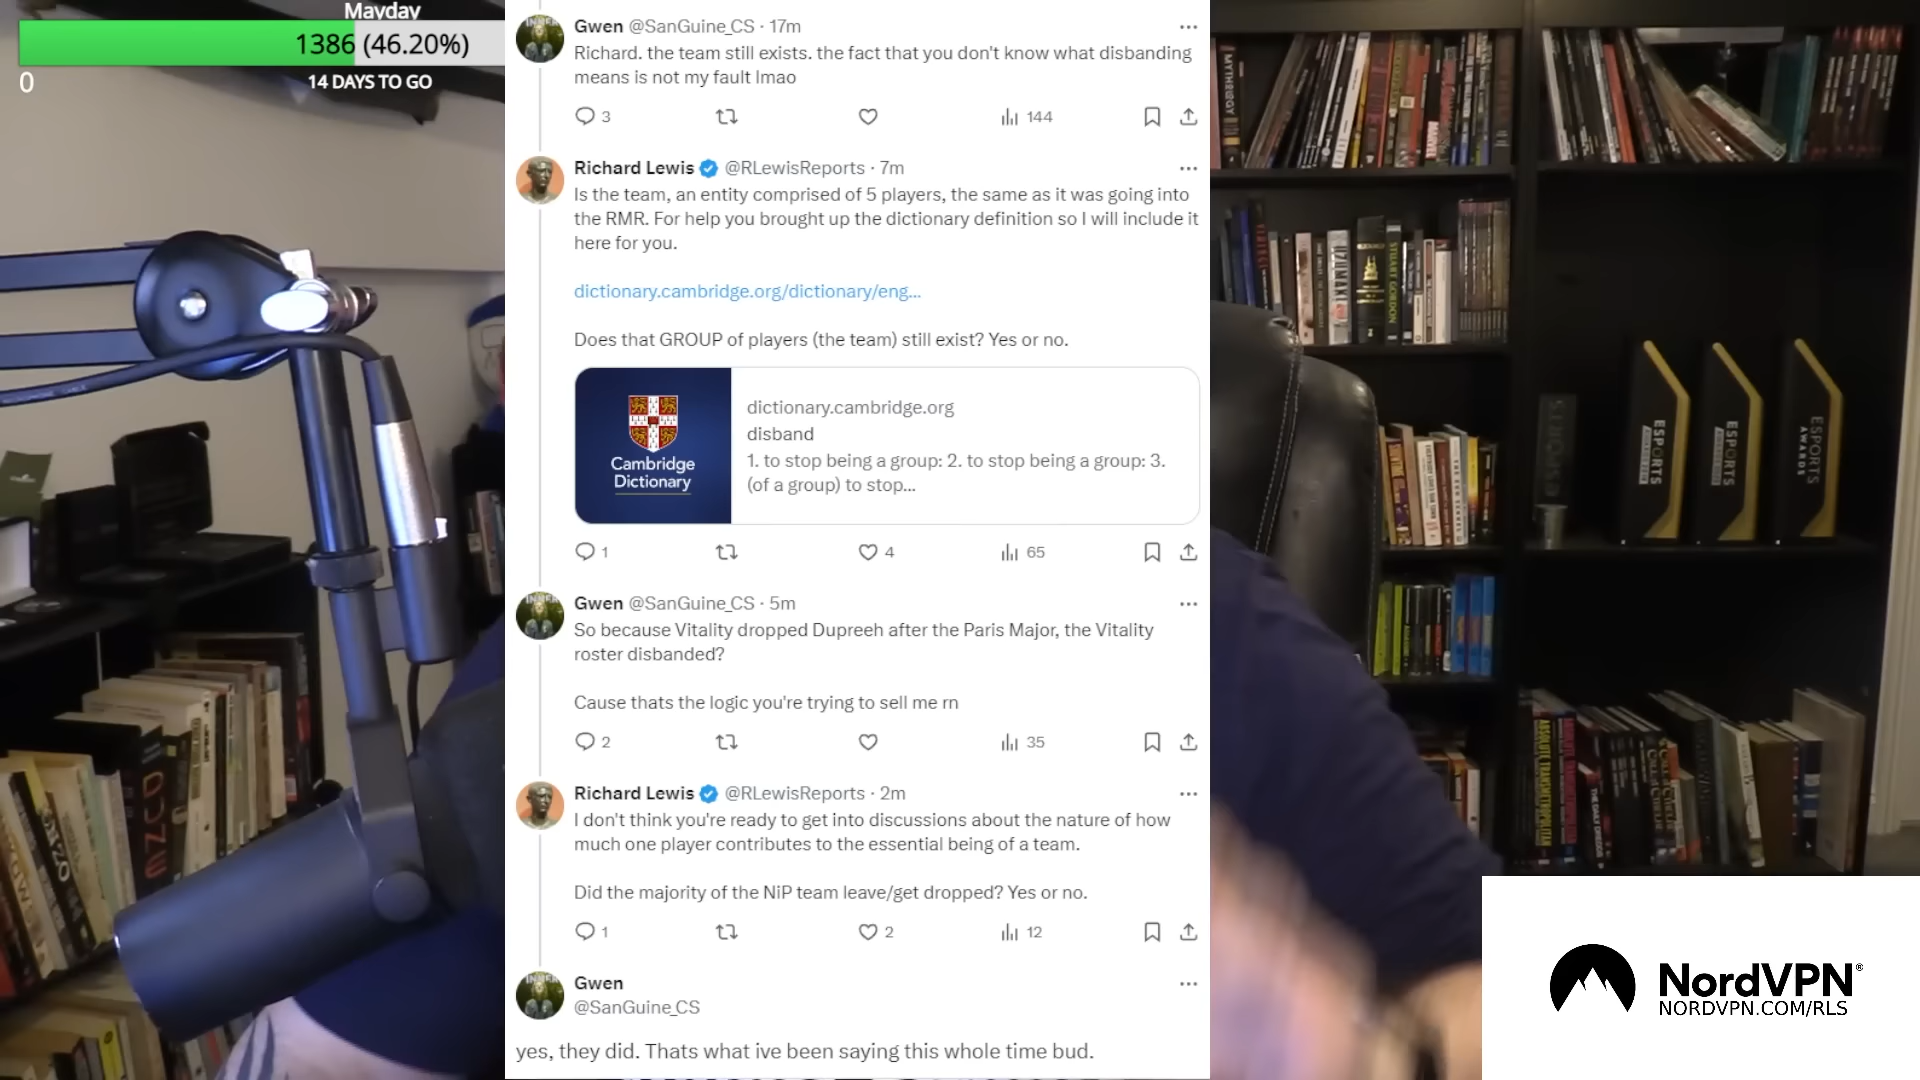 Mayday
1386 (46.20%)
0
14 DAYS TO GO
Gwen @SanGuine_CS · 17m
Richard. the team still exists. the fact that you don't know what disbanding
means is not my fault lmao
3
144
Richard Lewis @RLewisReports · 7m
Is the team, an entity comprised of 5 players, the same as it was going into
the RMR. For help you brought up the dictionary definition so I will include it
here for you.
dictionary.cambridge.org/dictionary/eng...
Does that GROUP of players (the team) still exist? Yes or no.
Cambridge
Dictionary
dictionary.cambridge.org
disband
1. to stop being a group: 2. to stop being a group: 3.
(of a group) to stop...
1
4
65
Gwen @SanGuine_CS · 5m
So because Vitality dropped Dupreeh after the Paris Major, the Vitality
roster disbanded?
Cause thats the logic you're trying to sell me rn
2
35
Richard Lewis @RLewisReports · 2m
I don't think you're ready to get into discussions about the nature of how
much one player contributes to the essential being of a team.
Did the majority of the NiP team leave/get dropped? Yes or no.
1
2
12
Gwen
@SanGuine_CS
yes, they did. Thats what ive been saying this whole time bud.
DUNE
MYTHOLOGY
STUART GORDON
ESPORTS
ESPORTS
ESPORTS
AWARDS
ABSOLUTE TRANSMETROPOLITAN
NordVPN®
NORDVPN.COM/RLS